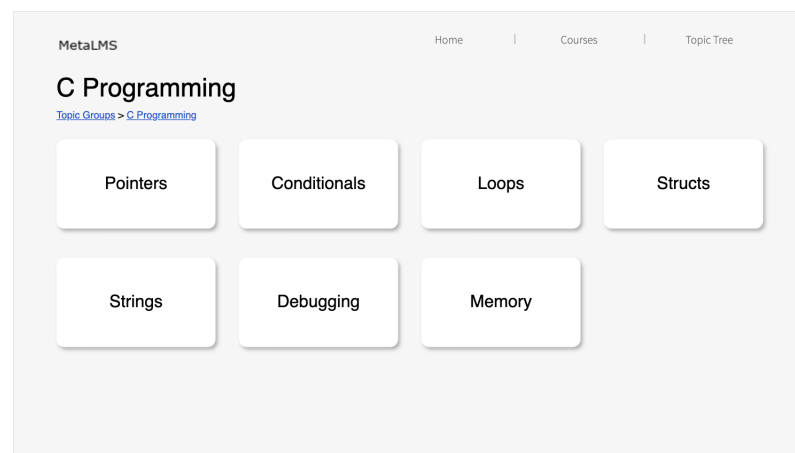 MetaLMS
Home | Courses | Topic Tree
C Programming
Topic Groups > C Programming
Pointers
Conditionals
Loops
Structs
Strings
Debugging
Memory